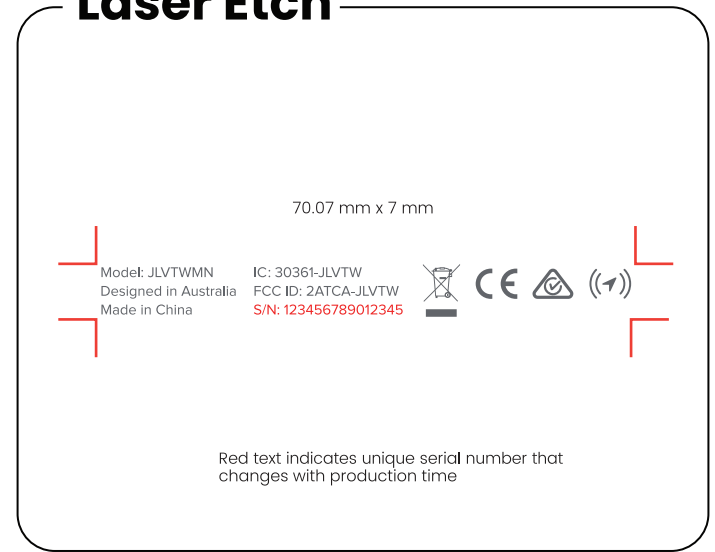 Laser Etch
70.07 mm x 7 mm
Model: JLVTWMN
Designed in Australia
Made in China
IC: 30361-JLVTW
FCC ID: 2ATCA-JLVTW
S/N: 123456789012345
CE
Red text indicates unique serial number that
changes with production time